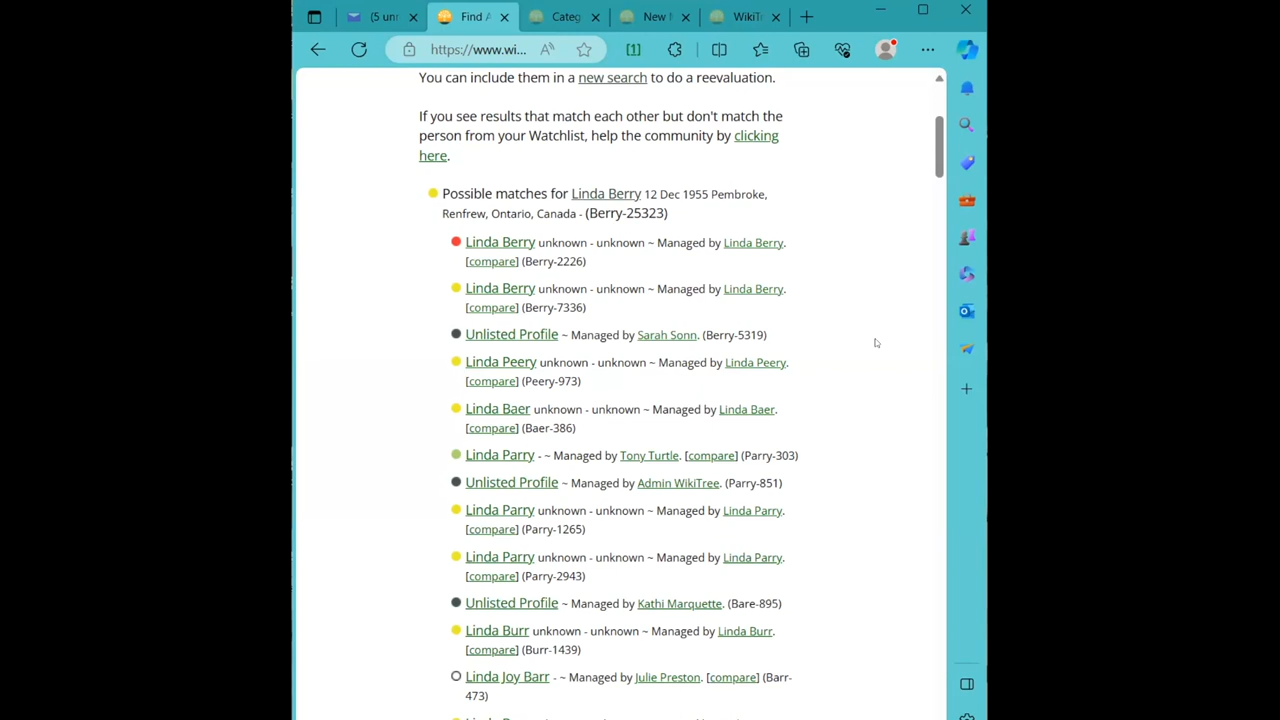 (5 unr
Find A
Categ
New
WikiTr
https://www.wi...
You can include them in a new search to do a reevaluation.
If you see results that match each other but don't match the
person from your Watchlist, help the community by clicking
here.
Possible matches for Linda Berry 12 Dec 1955 Pembroke,
Renfrew, Ontario, Canada - (Berry-25323)
Linda Berry unknown - unknown ~ Managed by Linda Berry.
[compare] (Berry-2226)
Linda Berry unknown - unknown ~ Managed by Linda Berry.
[compare] (Berry-7336)
Unlisted Profile ~ Managed by Sarah Sonn. (Berry-5319)
Linda Peery unknown - unknown ~ Managed by Linda Peery.
[compare] (Peery-973)
Linda Baer unknown - unknown ~ Managed by Linda Baer.
[compare] (Baer-386)
Linda Parry - ~ Managed by Tony Turtle. [compare] (Parry-303)
Unlisted Profile ~ Managed by Admin WikiTree. (Parry-851)
Linda Parry unknown - unknown ~ Managed by Linda Parry.
[compare] (Parry-1265)
Linda Parry unknown - unknown ~ Managed by Linda Parry.
[compare] (Parry-2943)
Unlisted Profile ~ Managed by Kathi Marquette. (Bare-895)
Linda Burr unknown - unknown ~ Managed by Linda Burr.
[compare] (Burr-1439)
Linda Joy Barr - ~ Managed by Julie Preston. [compare] (Barr-
473)